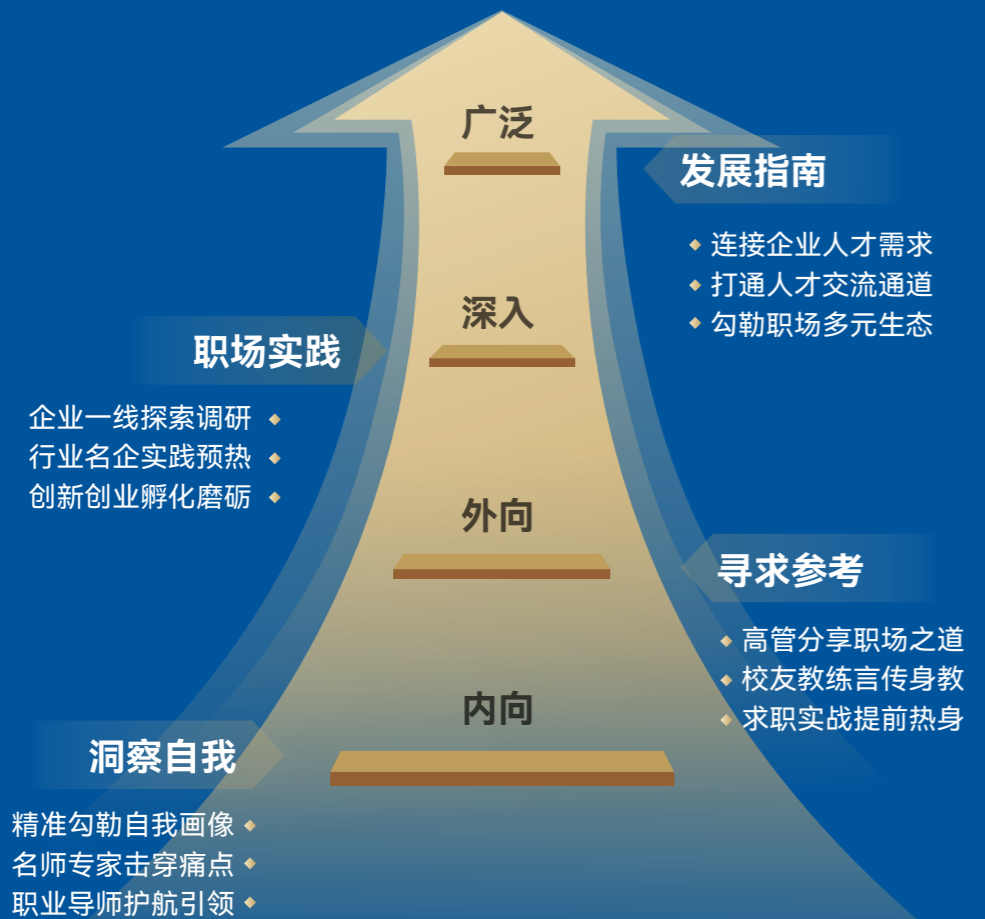 广泛
发展指南
连接企业人才需求
打通人才交流通道
勾勒职场多元生态
深入
职场实践
企业一线探索调研
行业名企实践预热
创新创业孵化磨砺
外向
寻求参考
高管分享职场之道
校友教练言传身教
求职实战提前热身
内向
洞察自我
精准勾勒自我画像
名师专家击穿痛点
职业导师护航引领